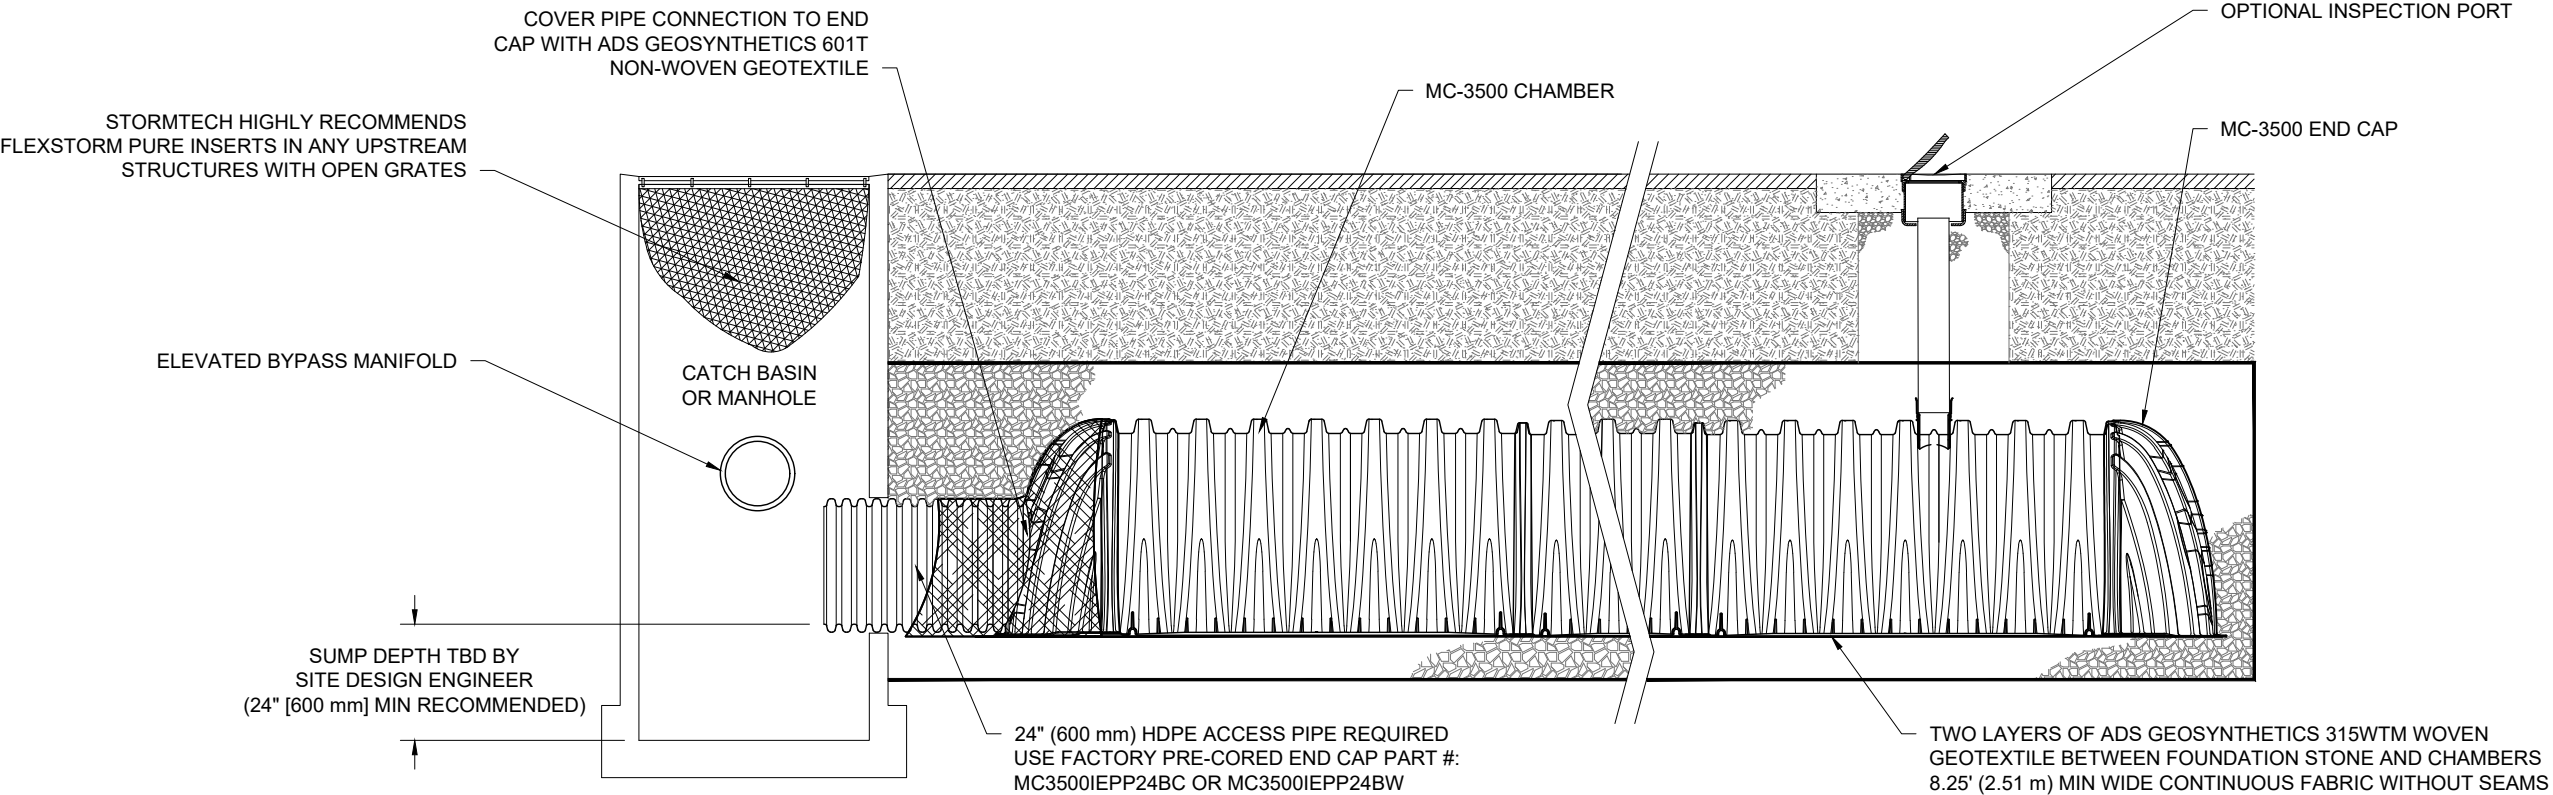 COVER PIPE CONNECTION TO END
CAP WITH ADS GEOSYNTHETICS 601T
NON-WOVEN GEOTEXTILE
OPTIONAL INSPECTION PORT
MC-3500 CHAMBER
MC-3500 END CAP
STORMTECH HIGHLY RECOMMENDS
FLEXSTORM PURE INSERTS IN ANY UPSTREAM
STRUCTURES WITH OPEN GRATES
ELEVATED BYPASS MANIFOLD
CATCH BASIN
OR MANHOLE
SUMP DEPTH TBD BY
SITE DESIGN ENGINEER
(24" [600 mm] MIN RECOMMENDED)
24" (600 mm) HDPE ACCESS PIPE REQUIRED
USE FACTORY PRE-CORED END CAP PART #:
MC3500IEPP24BC OR MC3500IEPP24BW
TWO LAYERS OF ADS GEOSYNTHETICS 315WTM WOVEN
GEOTEXTILE BETWEEN FOUNDATION STONE AND CHAMBERS
8.25' (2.51 m) MIN WIDE CONTINUOUS FABRIC WITHOUT SEAMS